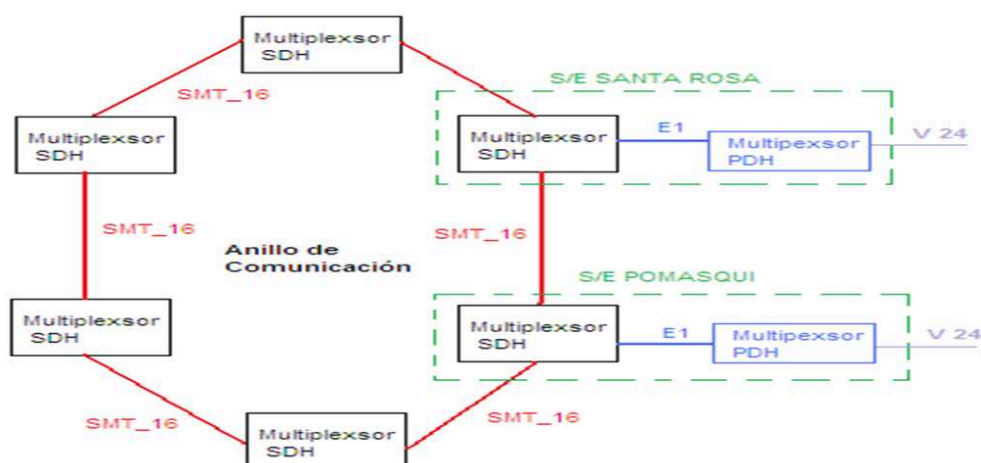 Multiplexsor
SDH
SMT_16
S/E SANTA ROSA
Multiplexsor
SDH
Multiplexsor
SDH
E1
Multipexsor
PDH
V 24
SMT_16
SMT_16
Anillo de
Comunicación
S/E POMASQUI
Multiplexsor
SDH
Multiplexsor
SDH
E1
Multipexsor
PDH
V 24
SMT_16
SMT_16
Multiplexsor
SDH